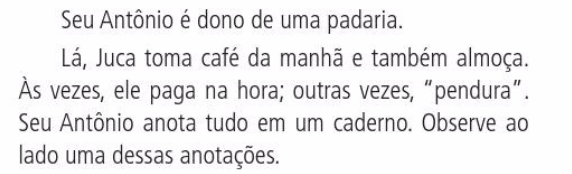 Seu Antônio é dono de uma padaria.
Lá, Juca toma café da manhã e também almoça.
Às vezes, ele paga na hora; outras vezes, “pendura”.
Seu Antônio anota tudo em um caderno. Observe ao
lado uma dessas anotações.